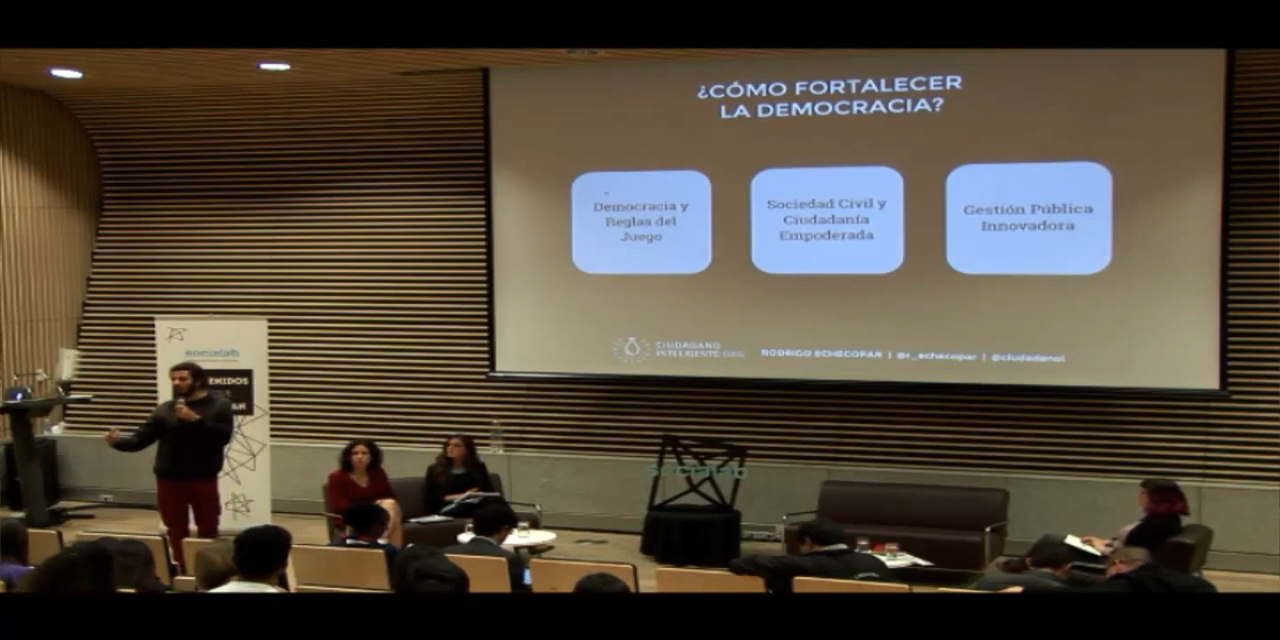 ¿CÓMO FORTALECER
LA DEMOCRACIA?
Democracia y
Reglas del
Juego
Sociedad Civil y
Ciudadanía
Empoderada
Gestión Pública
Innovadora
CIUDADANO
INTELIGENTE.ORG
RODRIGO ECHECOPAR | @r_echecopar | @ciudadanoi
socialab
socialab